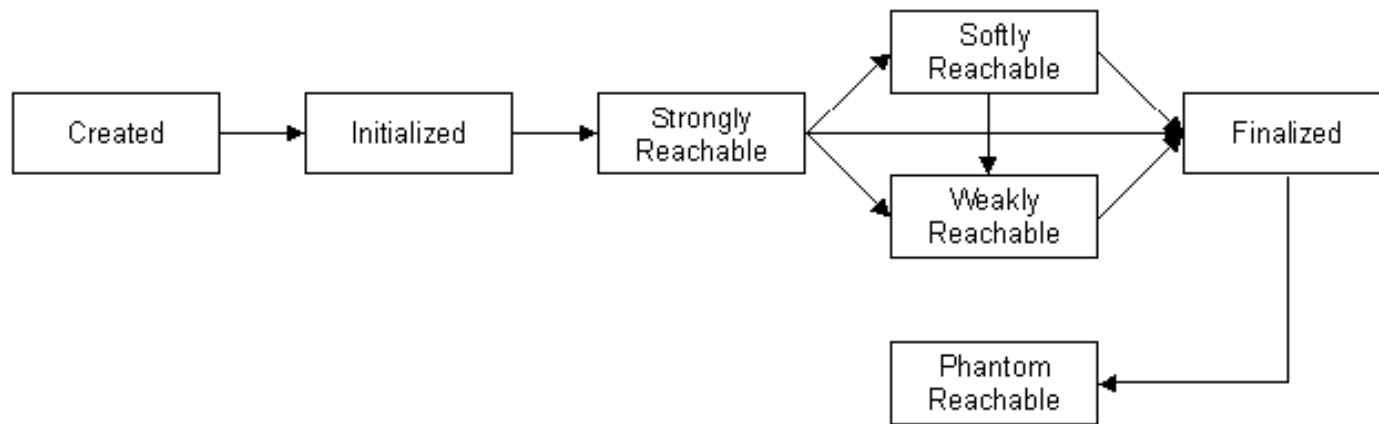 Created
Initialized
Strongly
Reachable
Softly
Reachable
Weakly
Reachable
Finalized
Phantom
Reachable